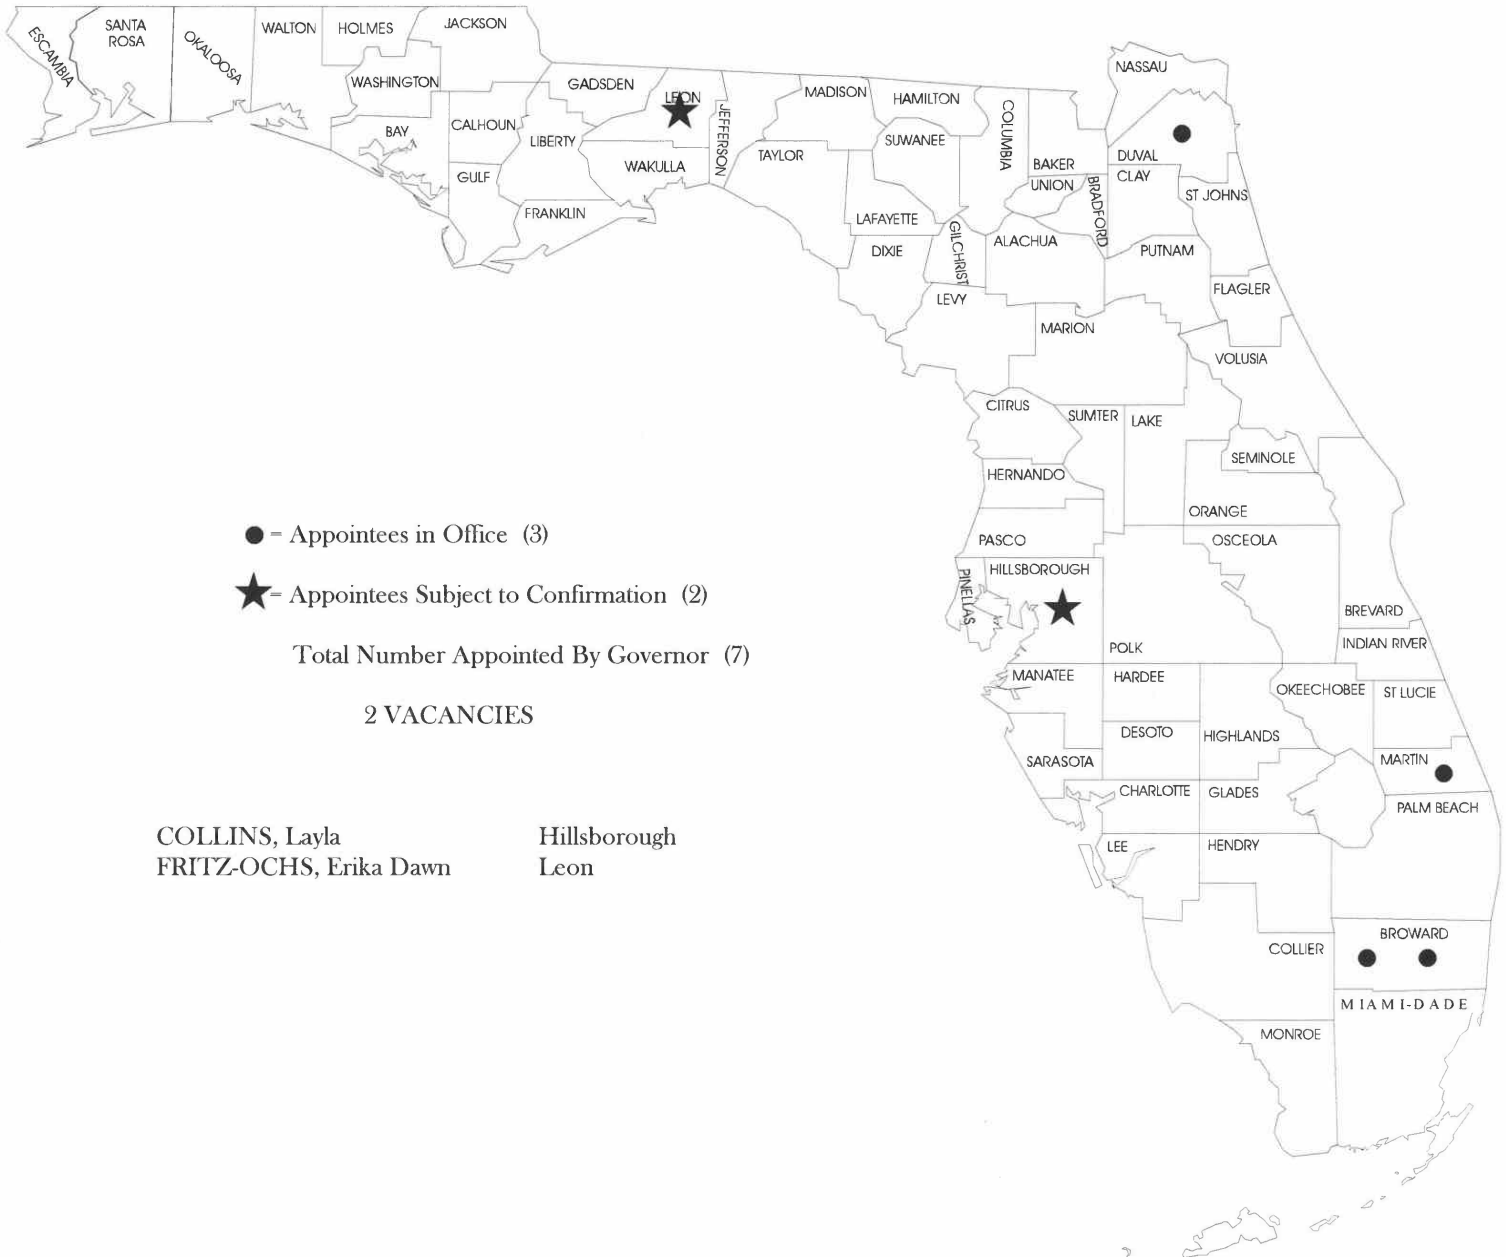 ESCAMBIA
SANTA
ROSA
OKALOOSA
WALTON
HOLMES
JACKSON
WASHINGTON
BAY
CALHOUN
GULF
LIBERTY
GADSDEN
LEON
WAKULLA
FRANKLIN
JEFFERSON
MADISON
TAYLOR
HAMILTON
SUWANEE
LAFAYETTE
DIXIE
COLUMBIA
GILCHRIST
LEVY
BAKER
UNION
BRADFORD
ALACHUA
NASSAU
DUVAL
CLAY
ST JOHNS
PUTNAM
FLAGLER
MARION
VOLUSIA
CITRUS
SUMTER
LAKE
SEMINOLE
HERNANDO
ORANGE
PASCO
OSCEOLA
PINELLAS
HILLSBOROUGH
POLK
BREVARD
INDIAN RIVER
MANATEE
HARDEE
OKEECHOBEE
ST LUCIE
DESOTO
HIGHLANDS
SARASOTA
MARTIN
CHARLOTTE
GLADES
PALM BEACH
LEE
HENDRY
COLLIER
BROWARD
MIAMI-DADE
MONROE
= Appointees in Office (3)
= Appointees Subject to Confirmation (2)
Total Number Appointed By Governor (7)
2 VACANCIES
COLLINS, Layla Hillsborough
FRITZ-OCHS, Erika Dawn Leon